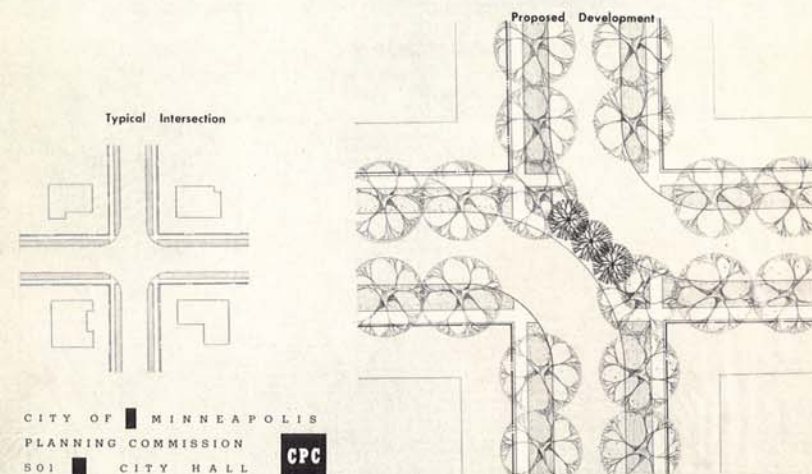 Proposed Development
Typical Intersection
CITY OF MINNEAPOLIS
PLANNING COMMISSION
501 CITY HALL
CPC